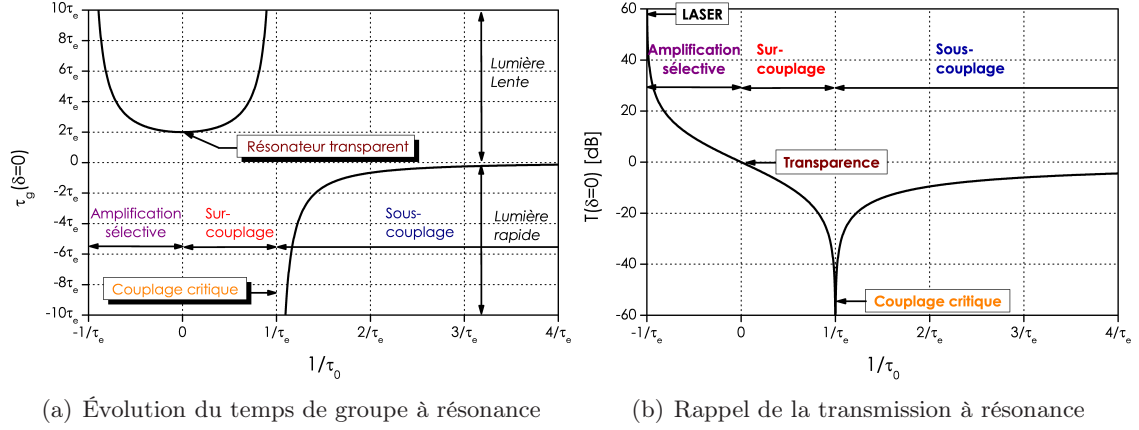 10τe
8τe
6τe
4τe
2τe
0
-2τe
-4τe
-6τe
-8τe
-10τe
τg(δ=0)
Lumière
Lente
Résonateur transparent
Amplification
sélective
Sur-
couplage
Sous-
couplage
Lumière
rapide
Couplage critique
-1/τe
0
1/τe
2/τe
3/τe
4/τe
1/τ0
(a) Évolution du temps de groupe à résonance
60
40
20
0
-20
-40
-60
T(δ=0) [dB]
LASER
Amplification
sélective
Sur-
couplage
Sous-
couplage
Transparence
Couplage critique
-1/τe
0
1/τe
2/τe
3/τe
4/τe
1/τ0
(b) Rappel de la transmission à résonance